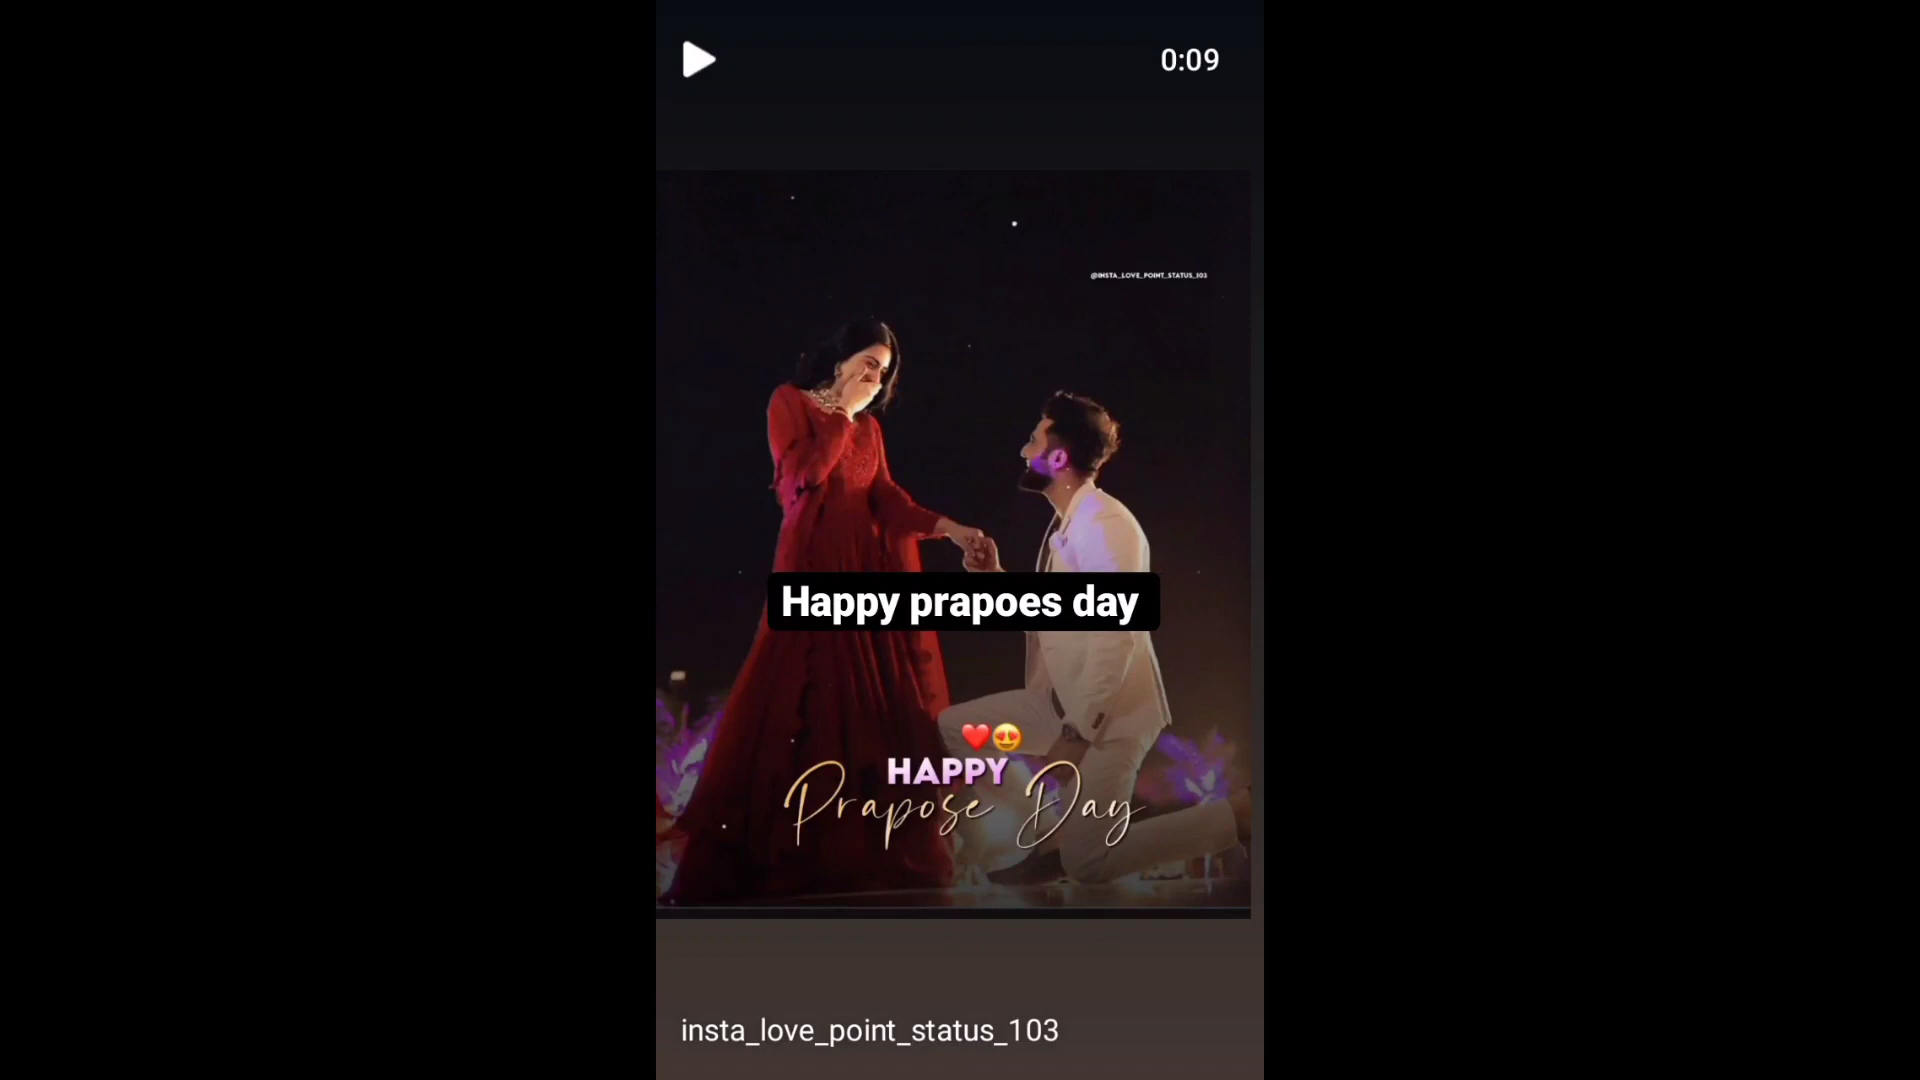 0:09
@INSTA_LOVE_POINT_STATUS_103
Happy prapoes day
❤️😍
HAPPY
Prapose Day
insta_love_point_status_103